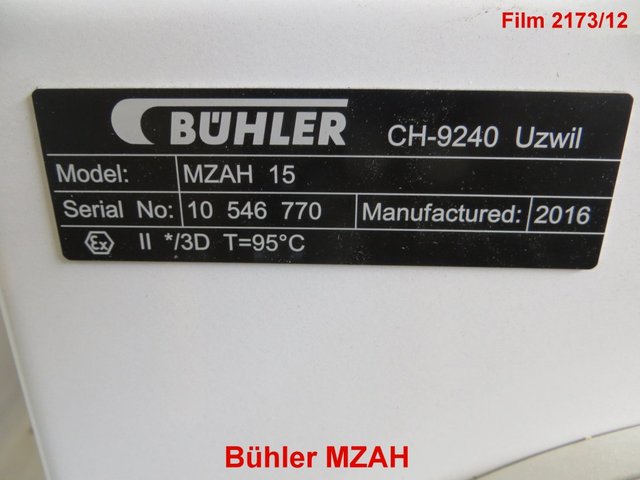 Film 2173/12
BÜHLER CH-9240 Uzwil
Model: MZAH 15
Serial No: 10 546 770 Manufactured: 2016
Ex II */3D T=95°C
Bühler MZAH